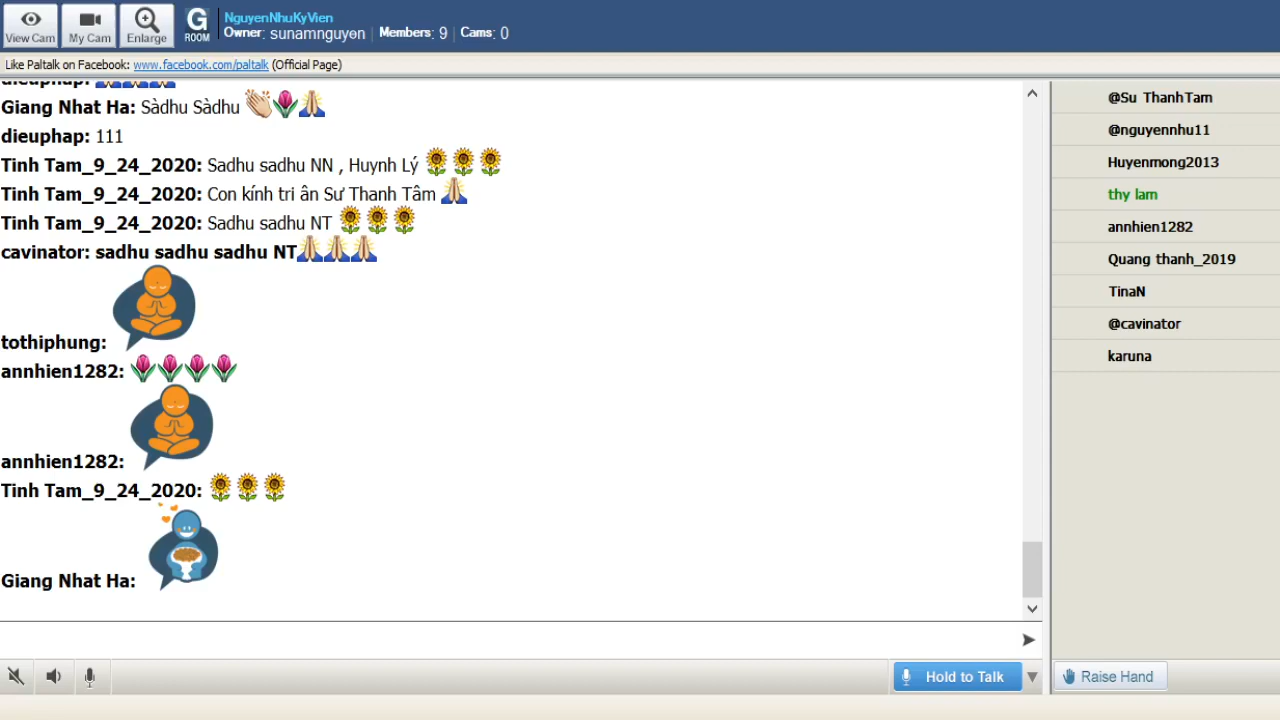 View Cam
My Cam
Enlarge
G
ROOM
NguyenNhuKyVien
Owner: sunamnguyen | Members: 9 | Cams: 0
Like Paltalk on Facebook: www.facebook.com/paltalk (Official Page)
dieuphap:
Giang Nhat Ha: Sàdhu Sàdhu
dieuphap: 111
Tinh Tam_9_24_2020: Sadhu sadhu NN , Huynh Lý
Tinh Tam_9_24_2020: Con kính tri ân Sư Thanh Tâm
Tinh Tam_9_24_2020: Sadhu sadhu NT
cavinator: sadhu sadhu sadhu NT
tothiphung:
annhien1282:
annhien1282:
Tinh Tam_9_24_2020:
Giang Nhat Ha:
@Su ThanhTam
@nguyennhu11
Huyenmong2013
thy lam
annhien1282
Quang thanh_2019
TinaN
@cavinator
karuna
Hold to Talk
Raise Hand